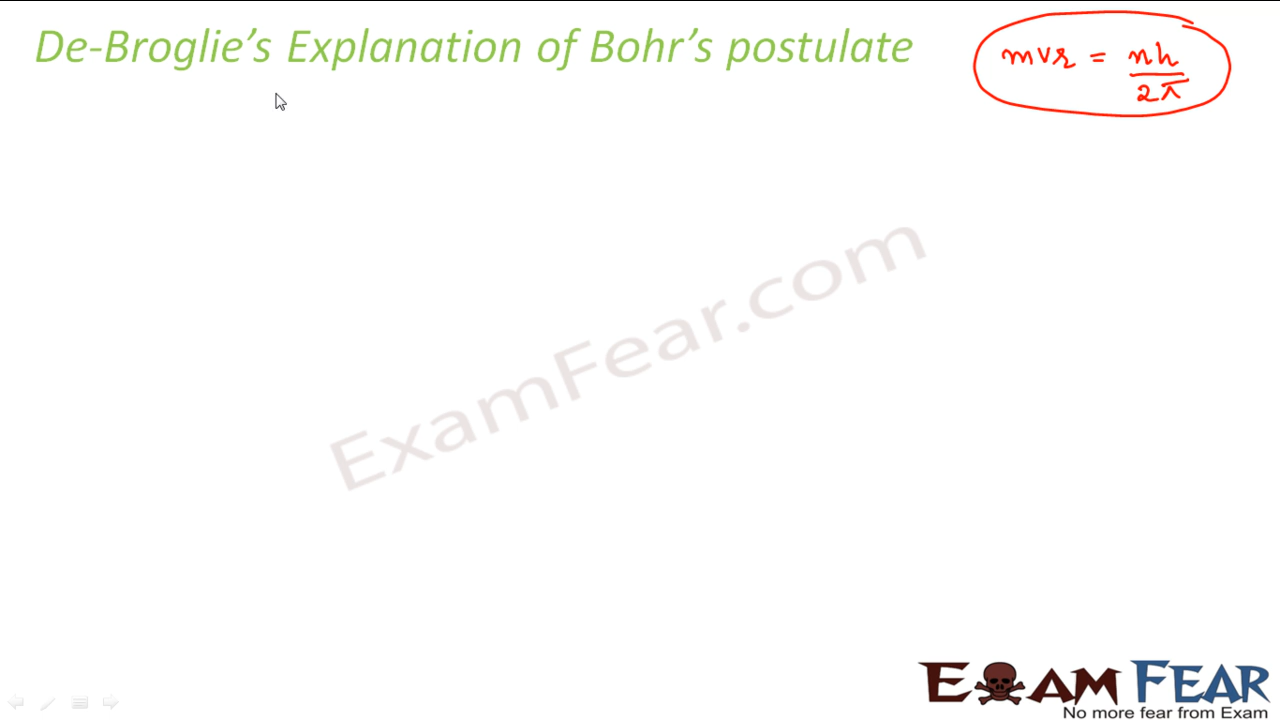 De-Broglie's Explanation of Bohr's postulate
mvr = nh
2π
ExamFear.com
EXAM FEAR
No more fear from Exam